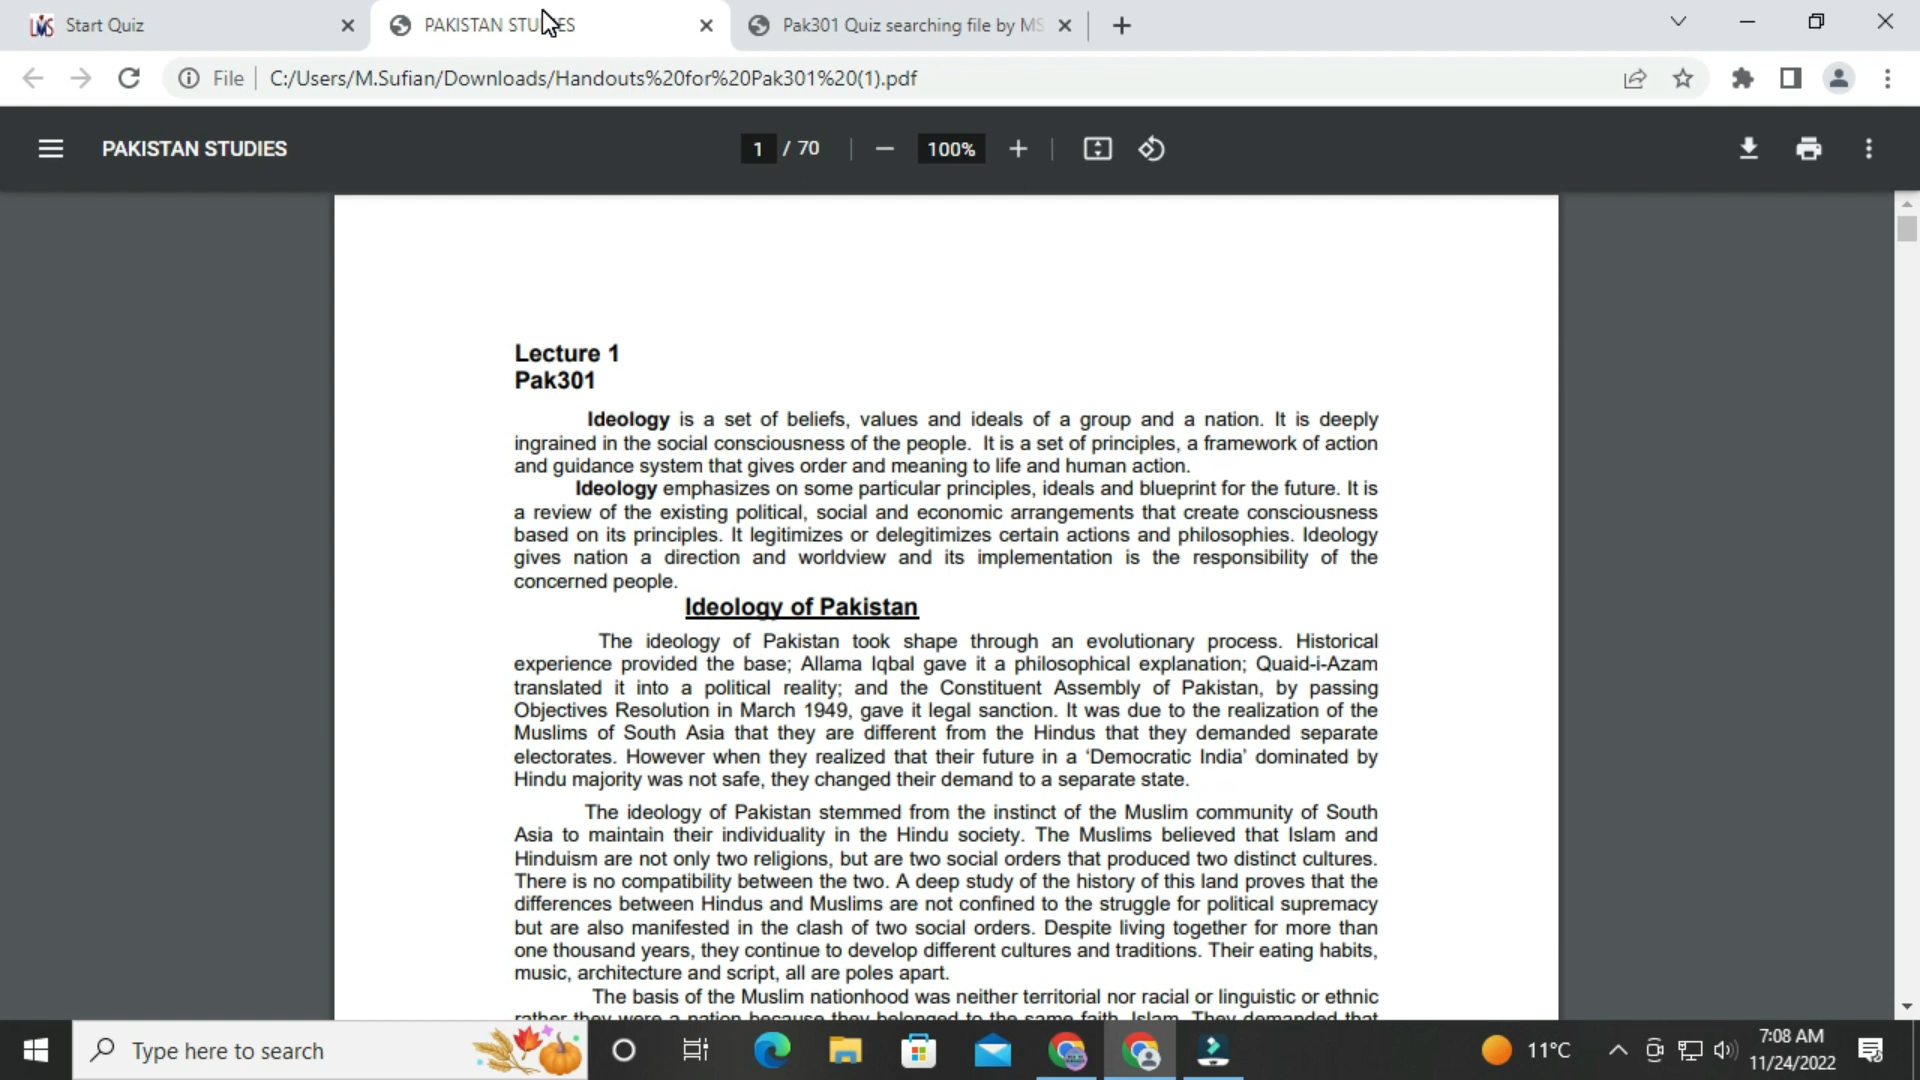 Start Quiz
PAKISTAN STUDIES
Pak301 Quiz searching file by MS
File
C:/Users/M.Sufian/Downloads/Handouts%20for%20Pak301%20(1).pdf
PAKISTAN STUDIES
1 / 70
100%
Lecture 1
Pak301
Ideology is a set of beliefs, values and ideals of a group and a nation. It is deeply
ingrained in the social consciousness of the people. It is a set of principles, a framework of action
and guidance system that gives order and meaning to life and human action.
Ideology emphasizes on some particular principles, ideals and blueprint for the future. It is
a review of the existing political, social and economic arrangements that create consciousness
based on its principles. It legitimizes or delegitimizes certain actions and philosophies. Ideology
gives nation a direction and worldview and its implementation is the responsibility of the
concerned people.
Ideology of Pakistan
The ideology of Pakistan took shape through an evolutionary process. Historical
experience provided the base; Allama Iqbal gave it a philosophical explanation; Quaid-i-Azam
translated it into a political reality; and the Constituent Assembly of Pakistan, by passing
Objectives Resolution in March 1949, gave it legal sanction. It was due to the realization of the
Muslims of South Asia that they are different from the Hindus that they demanded separate
electorates. However when they realized that their future in a ‘Democratic India’ dominated by
Hindu majority was not safe, they changed their demand to a separate state.
The ideology of Pakistan stemmed from the instinct of the Muslim community of South
Asia to maintain their individuality in the Hindu society. The Muslims believed that Islam and
Hinduism are not only two religions, but are two social orders that produced two distinct cultures.
There is no compatibility between the two. A deep study of the history of this land proves that the
differences between Hindus and Muslims are not confined to the struggle for political supremacy
but are also manifested in the clash of two social orders. Despite living together for more than
one thousand years, they continue to develop different cultures and traditions. Their eating habits,
music, architecture and script, all are poles apart.
The basis of the Muslim nationhood was neither territorial nor racial or linguistic or ethnic
rather they were a nation because they belonged to the same faith, Islam. They demanded that
Type here to search
11°C
7:08 AM
11/24/2022